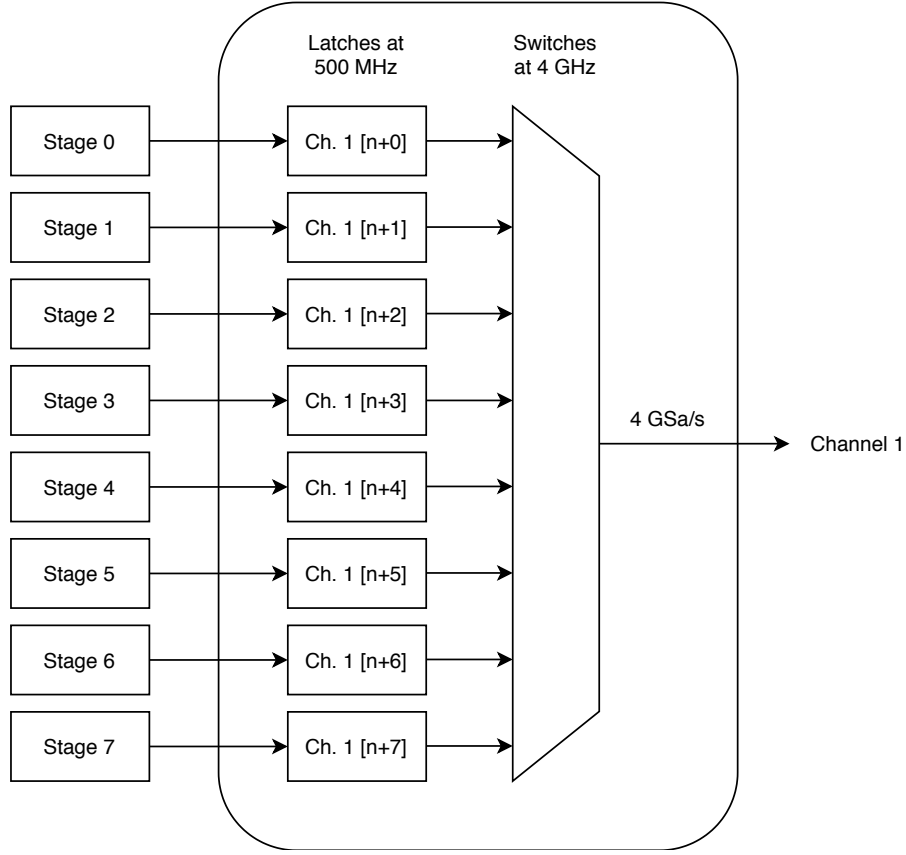 Latches at
500 MHz
Switches
at 4 GHz
Stage 0
Ch. 1 [n+0]
Stage 1
Ch. 1 [n+1]
Stage 2
Ch. 1 [n+2]
Stage 3
Ch. 1 [n+3]
4 GSa/s
Channel 1
Stage 4
Ch. 1 [n+4]
Stage 5
Ch. 1 [n+5]
Stage 6
Ch. 1 [n+6]
Stage 7
Ch. 1 [n+7]